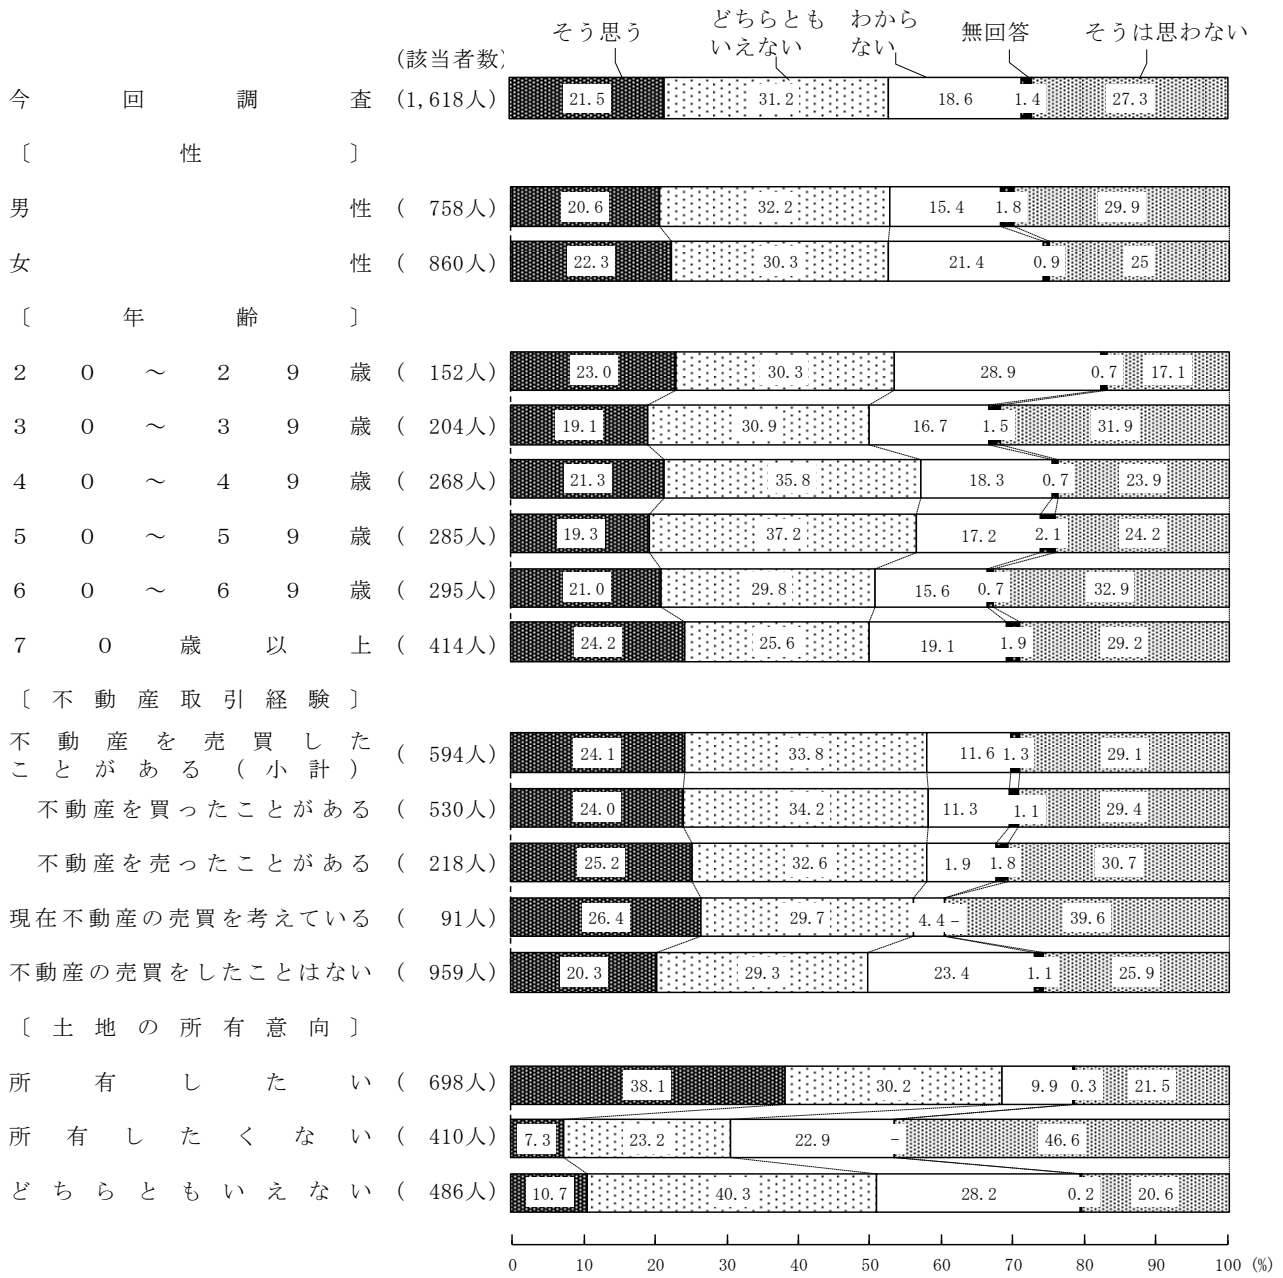 そう思う どちらとも わから 無回答 そうは思わない
いえない ない
(該当者数)
今回調査 (1,618人) 21.5 31.2 18.6 1.4 27.3
〔性〕
男性 ( 758人) 20.6 32.2 15.4 1.8 29.9
女性 ( 860人) 22.3 30.3 21.4 0.9 25
〔年齢〕
２０～２９歳 ( 152人) 23.0 30.3 28.9 0.7 17.1
３０～３９歳 ( 204人) 19.1 30.9 16.7 1.5 31.9
４０～４９歳 ( 268人) 21.3 35.8 18.3 0.7 23.9
５０～５９歳 ( 285人) 19.3 37.2 17.2 2.1 24.2
６０～６９歳 ( 295人) 21.0 29.8 15.6 0.7 32.9
７０歳以上 ( 414人) 24.2 25.6 19.1 1.9 29.2
〔不動産取引経験〕
不動産を売買した
ことがある（小計） ( 594人) 24.1 33.8 11.6 1.3 29.1
不動産を買ったことがある ( 530人) 24.0 34.2 11.3 1.1 29.4
不動産を売ったことがある ( 218人) 25.2 32.6 1.9 1.8 30.7
現在不動産の売買を考えている ( 91人) 26.4 29.7 4.4 － 39.6
不動産の売買をしたことはない ( 959人) 20.3 29.3 23.4 1.1 25.9
〔土地の所有意向〕
所有したい ( 698人) 38.1 30.2 9.9 0.3 21.5
所有したくない ( 410人) 7.3 23.2 22.9 － 46.6
どちらともいえない ( 486人) 10.7 40.3 28.2 0.2 20.6
0 10 20 30 40 50 60 70 80 90 100 (%)